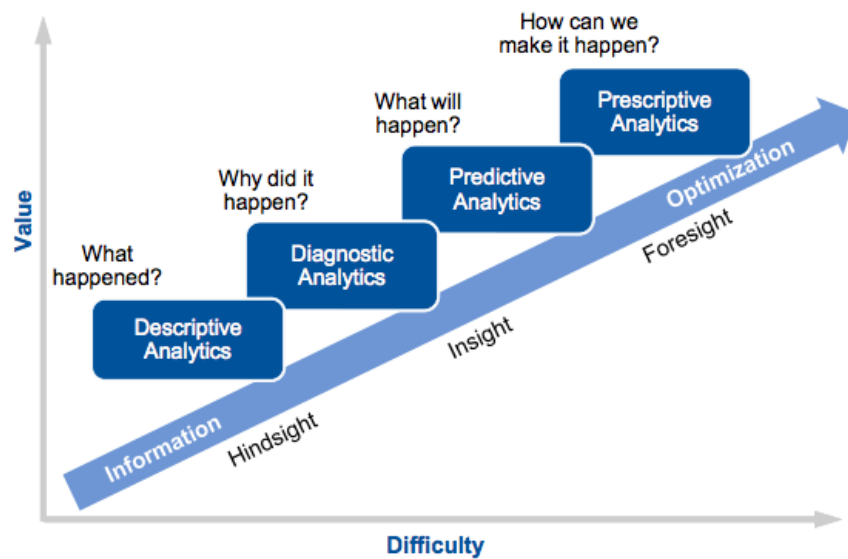 How can we
make it happen?
Prescriptive
Analytics
What will
happen?
Predictive
Analytics
Why did it
happen?
Diagnostic
Analytics
What
happened?
Descriptive
Analytics
Value
Information
Optimization
Hindsight
Insight
Foresight
Difficulty